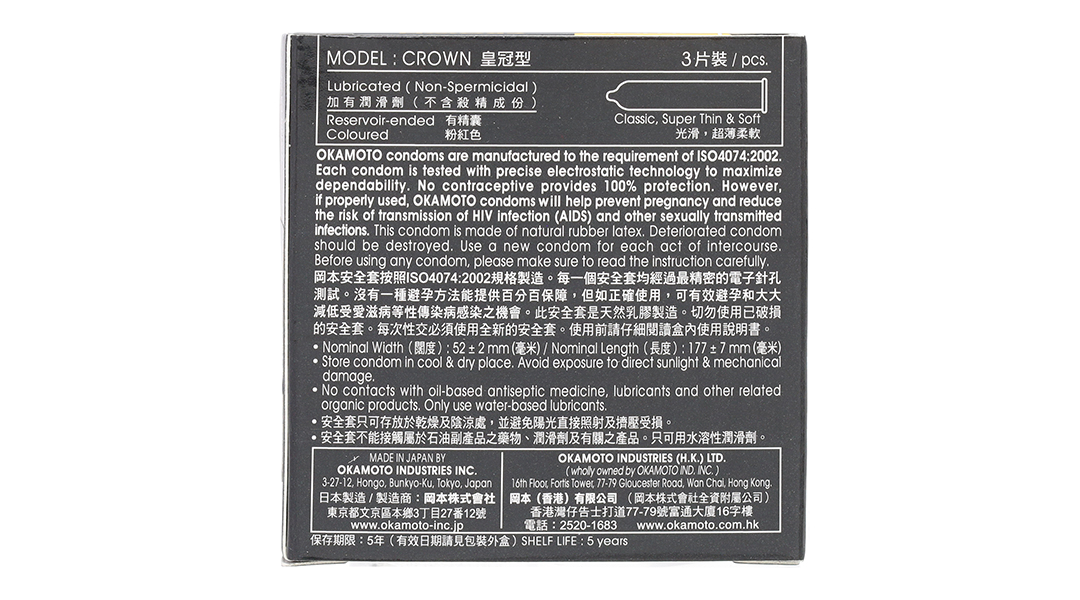 MODEL : CROWN 皇冠型
3片裝 / pcs.
Lubricated ( Non-Spermicidal )
加有潤滑劑 ( 不含殺精成份 )
Reservoir-ended 有精囊
Coloured 粉紅色
Classic, Super Thin & Soft
光滑，超薄柔軟
OKAMOTO condoms are manufactured to the requirement of ISO4074:2002.
Each condom is tested with precise electrostatic technology to maximize
dependability. No contraceptive provides 100% protection. However,
if properly used, OKAMOTO condoms will help prevent pregnancy and reduce
the risk of transmission of HIV infection (AIDS) and other sexually transmitted
infections. This condom is made of natural rubber latex. Deteriorated condom
should be destroyed. Use a new condom for each act of intercourse.
Before using any condom, please make sure to read the instruction carefully.
岡本安全套按照ISO4074:2002規格製造。每一個安全套均經過最精密的電子針孔
測試。沒有一種避孕方法能提供百分百保障，但如正確使用，可有效避孕和大大
減低受愛滋病等性傳染病感染之機會。此安全套是天然乳膠製造。切勿使用已破損
的安全套。每次性交必須使用全新的安全套。使用前請仔細閱讀盒內使用說明書。
• Nominal Width (闊度) : 52 ± 2 mm (毫米) / Nominal Length (長度) : 177 ± 7 mm (毫米)
• Store condom in cool & dry place. Avoid exposure to direct sunlight & mechanical
damage.
• No contacts with oil-based antiseptic medicine, lubricants and other related
organic products. Only use water-based lubricants.
• 安全套只可存放於乾燥及陰涼處，並避免陽光直接照射及擠壓受損。
• 安全套不能接觸屬於石油副產品之藥物、潤滑劑及有關之產品。只可用水溶性潤滑劑。
MADE IN JAPAN BY
OKAMOTO INDUSTRIES INC.
3-27-12, Hongo, Bunkyo-Ku, Tokyo, Japan
日本製造 / 製造商：岡本株式會社
東京都文京區本鄉3丁目27番12號
www.okamoto-inc.jp
OKAMOTO INDUSTRIES (H.K.) LTD.
( wholly owned by OKAMOTO IND. INC. )
16th Floor, Fortis Tower, 77-79 Gloucester Road, Wan Chai, Hong Kong.
岡本 (香港) 有限公司 (岡本株式會社全資附屬公司)
香港灣仔告士打道77-79號富通大廈16字樓
電話：2520-1683 www.okamoto.com.hk
保存期限：5年 (有效日期請見包裝外盒) SHELF LIFE : 5 years